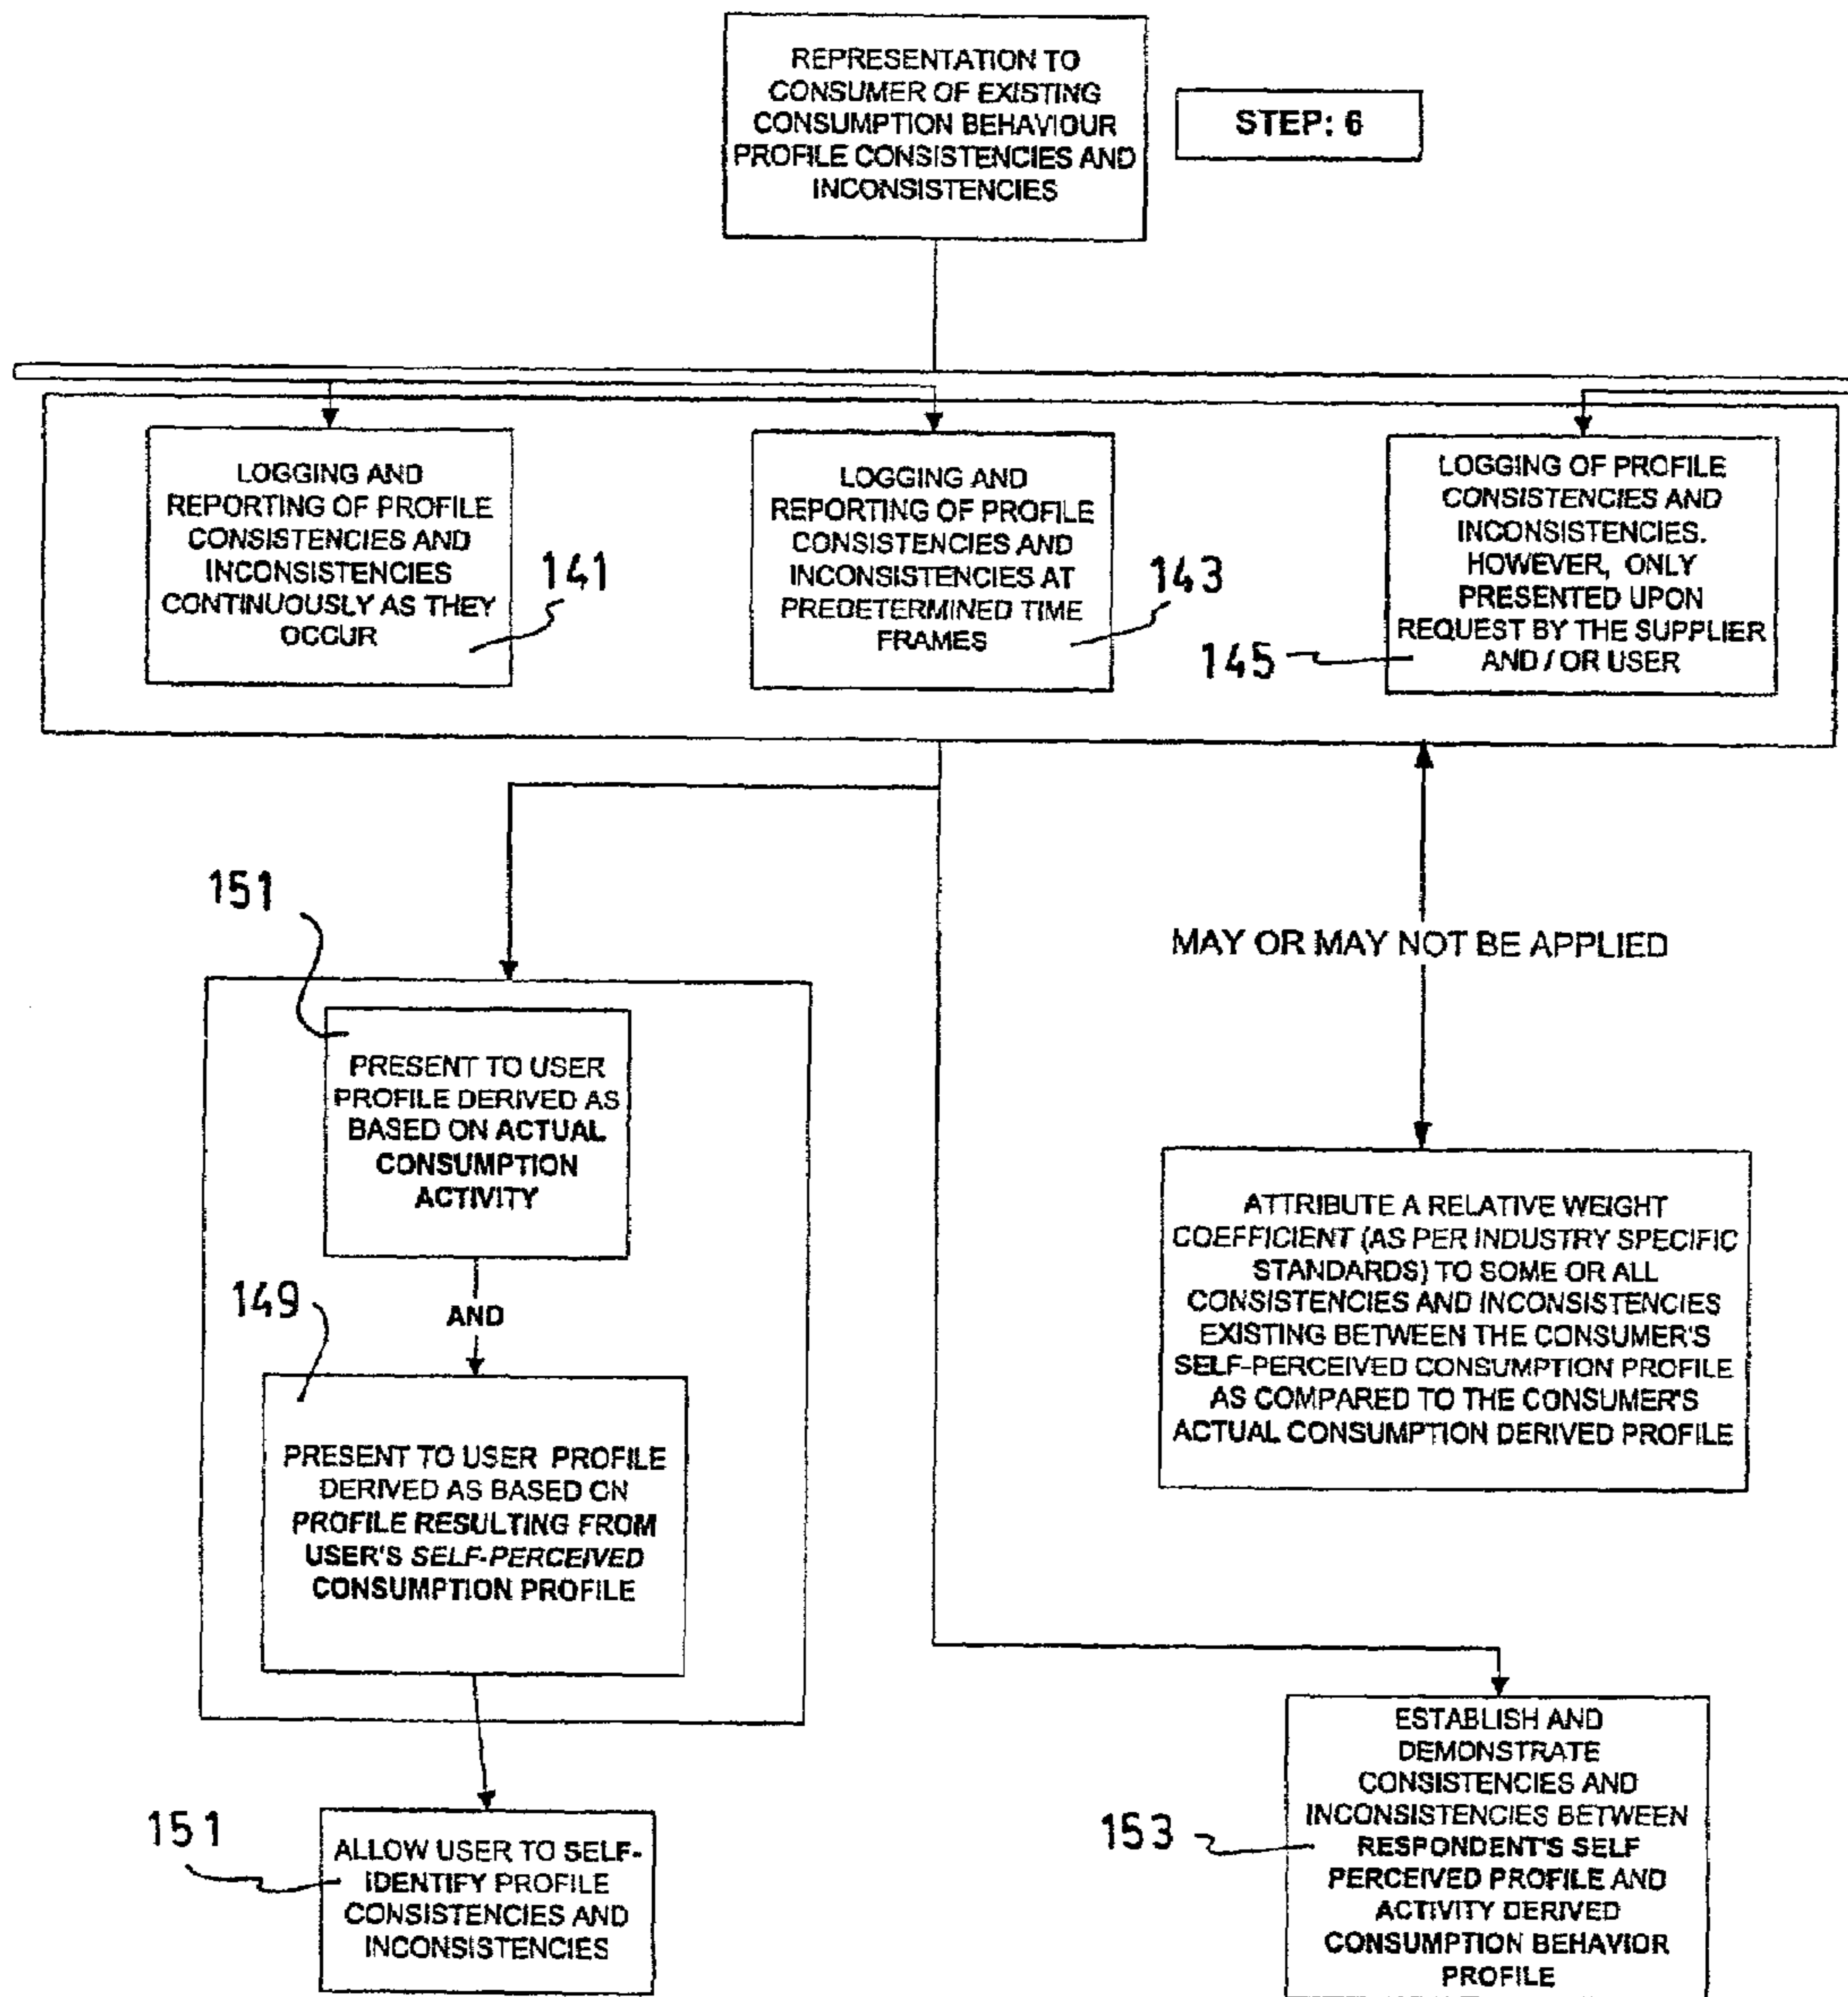 REPRESENTATION TO
CONSUMER OF EXISTING
CONSUMPTION BEHAVIOUR
PROFILE CONSISTENCIES AND
INCONSISTENCIES
STEP: 6
LOGGING AND
REPORTING OF PROFILE
CONSISTENCIES AND
INCONSISTENCIES
CONTINUOUSLY AS THEY
OCCUR
141
LOGGING AND
REPORTING OF PROFILE
CONSISTENCIES AND
INCONSISTENCIES AT
PREDETERMINED TIME
FRAMES
143
LOGGING OF PROFILE
CONSISTENCIES AND
INCONSISTENCIES.
HOWEVER, ONLY
PRESENTED UPON
REQUEST BY THE SUPPLIER
AND / OR USER
145
151
PRESENT TO USER
PROFILE DERIVED AS
BASED ON ACTUAL
CONSUMPTION
ACTIVITY
AND
149
PRESENT TO USER PROFILE
DERIVED AS BASED ON
PROFILE RESULTING FROM
USER'S SELF-PERCEIVED
CONSUMPTION PROFILE
151
ALLOW USER TO SELF-
IDENTIFY PROFILE
CONSISTENCIES AND
INCONSISTENCIES
MAY OR MAY NOT BE APPLIED
ATTRIBUTE A RELATIVE WEIGHT
COEFFICIENT (AS PER INDUSTRY SPECIFIC
STANDARDS) TO SOME OR ALL
CONSISTENCIES AND INCONSISTENCIES
EXISTING BETWEEN THE CONSUMER'S
SELF-PERCEIVED CONSUMPTION PROFILE
AS COMPARED TO THE CONSUMER'S
ACTUAL CONSUMPTION DERIVED PROFILE
153
ESTABLISH AND
DEMONSTRATE
CONSISTENCIES AND
INCONSISTENCIES BETWEEN
RESPONDENT'S SELF
PERCEIVED PROFILE AND
ACTIVITY DERIVED
CONSUMPTION BEHAVIOR
PROFILE